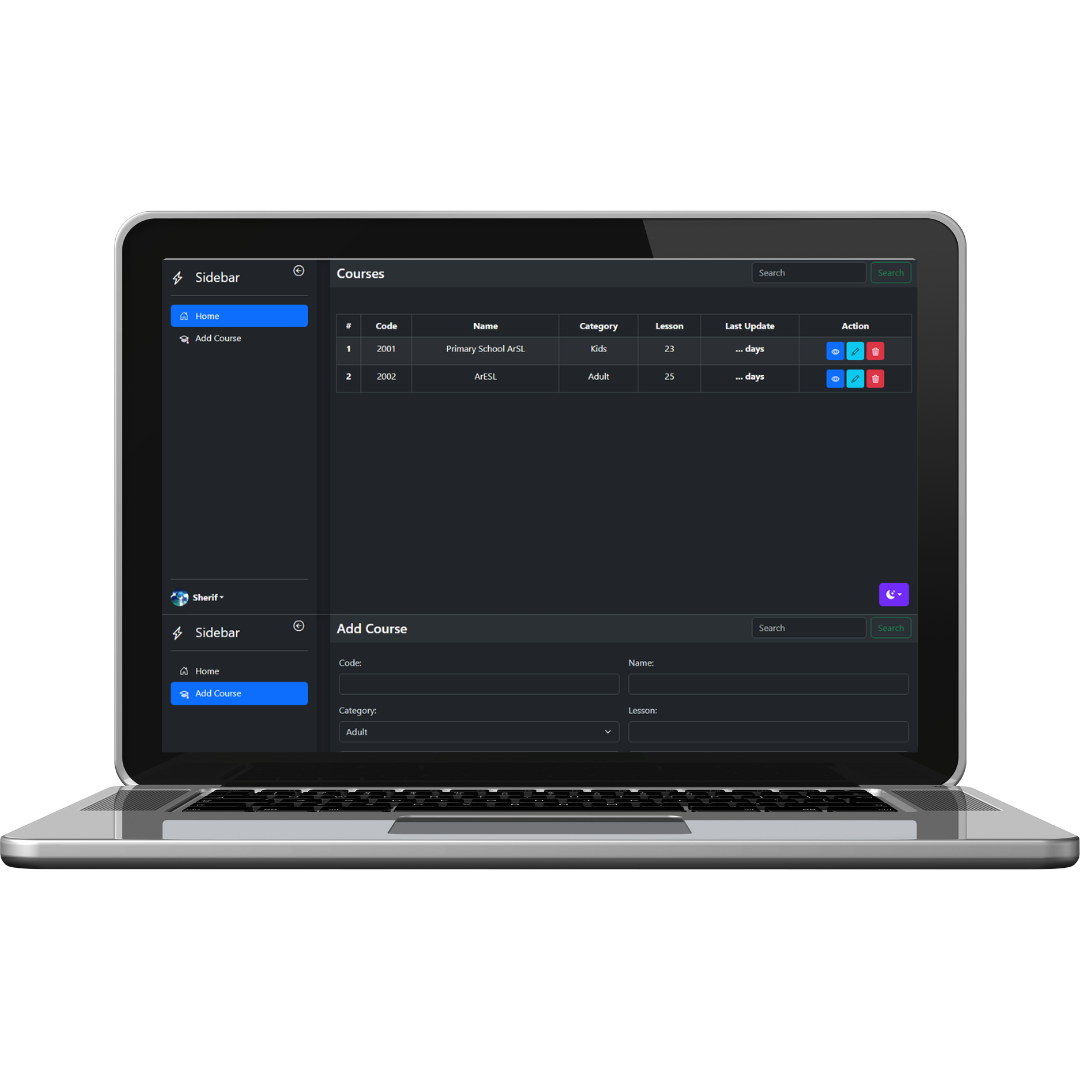 Sidebar
Home
Add Course
Sherif
Courses
Search
Search
# Code Name Category Lesson Last Update Action
1 2001 Primary School ArSL Kids 23 ... days
2 2002 ArESL Adult 25 ... days
Sidebar
Home
Add Course
Add Course
Search
Search
Code:
Name:
Category:
Lesson:
Adult